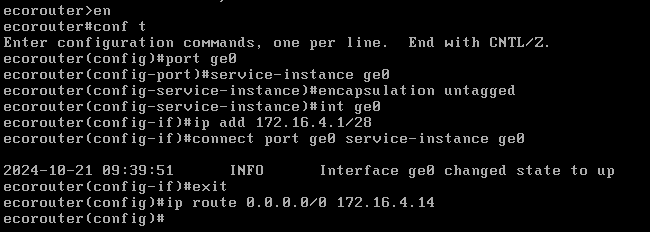 ecorouter>en
ecorouter#conf t
Enter configuration commands, one per line.  End with CNTL/Z.
ecorouter(config)#port ge0
ecorouter(config-port)#service-instance ge0
ecorouter(config-service-instance)#encapsulation untagged
ecorouter(config-service-instance)#int ge0
ecorouter(config-if)#ip add 172.16.4.1/28
ecorouter(config-if)#connect port ge0 service-instance ge0
2024-10-21 09:39:51     INFO     Interface ge0 changed state to up
ecorouter(config-if)#exit
ecorouter(config)#ip route 0.0.0.0/0 172.16.4.14
ecorouter(config)#